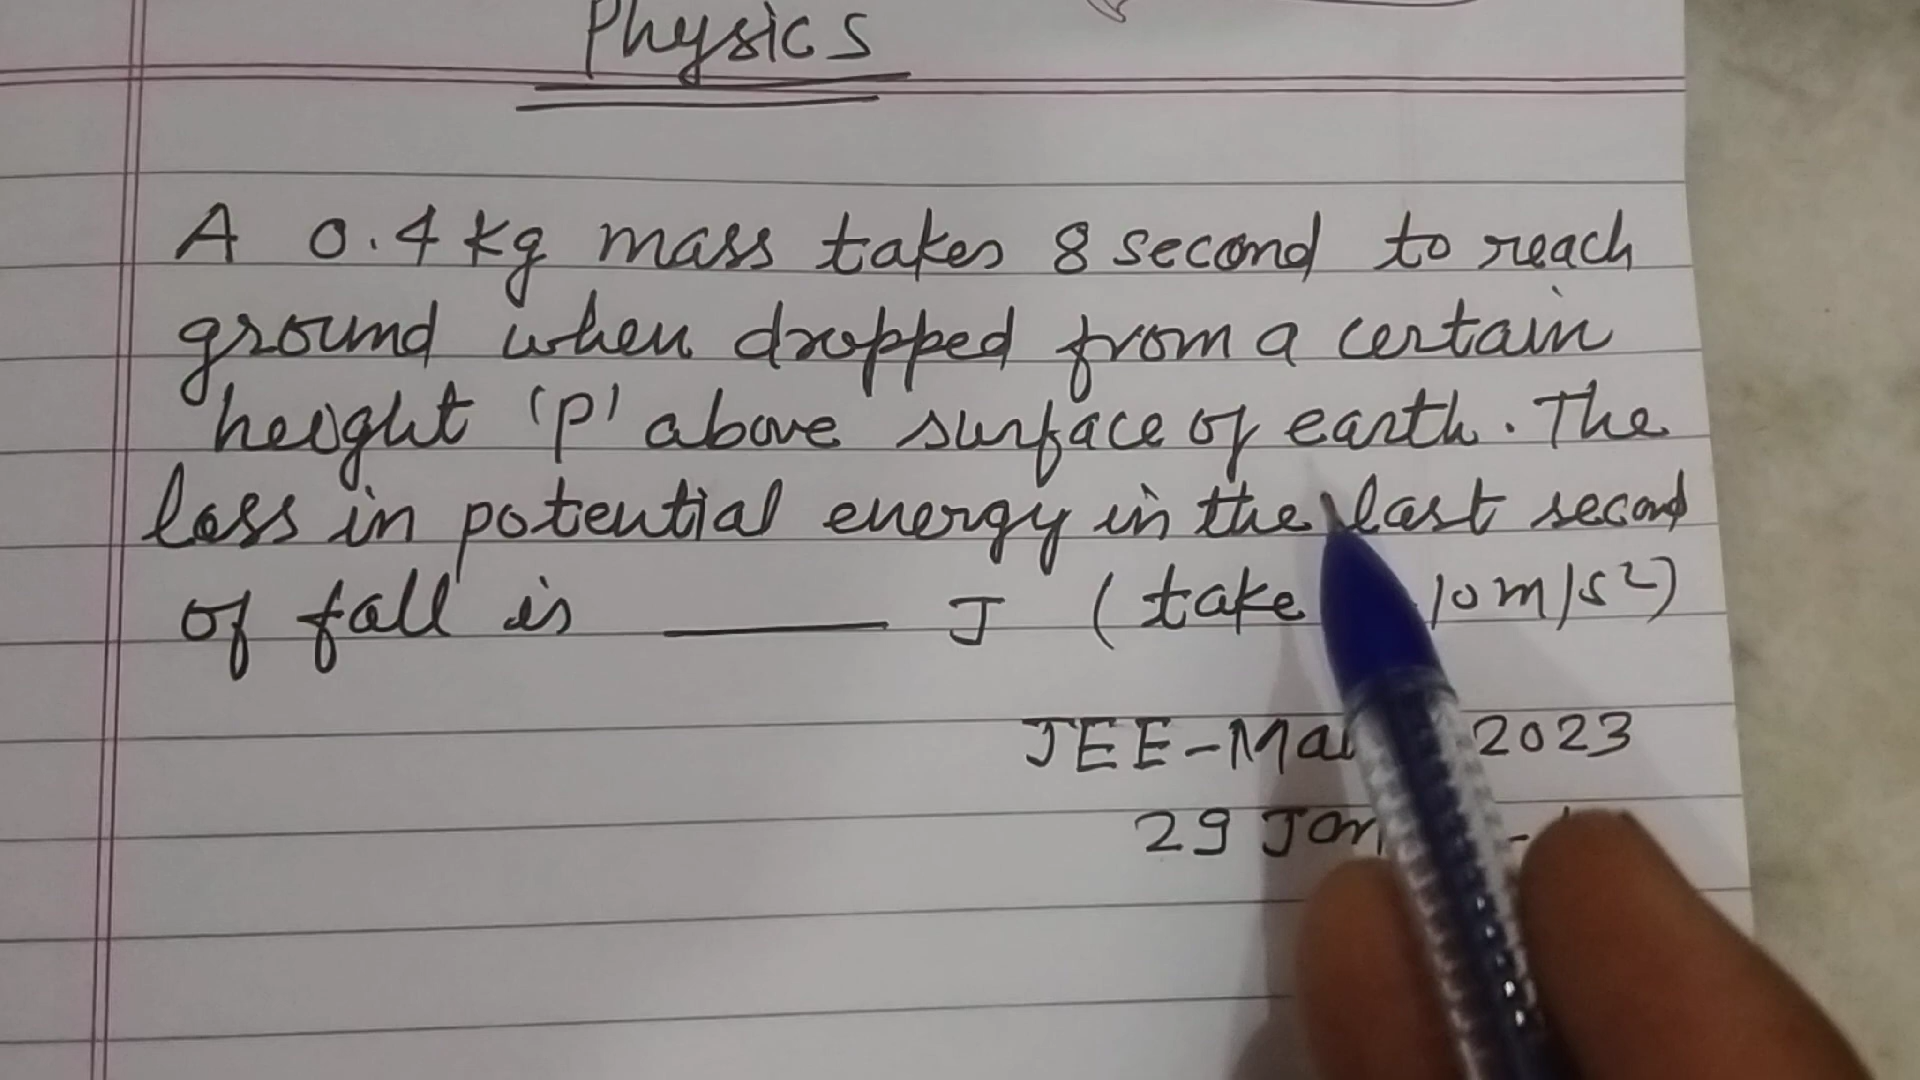 Physics
A 0.4 kg mass takes 8 second to reach
ground when dropped from a certain
height 'P' above surface of earth. The
loss in potential energy in the last second
of fall is ______ J (take 10 m/s²)
JEE-Ma 2023
29 Jan